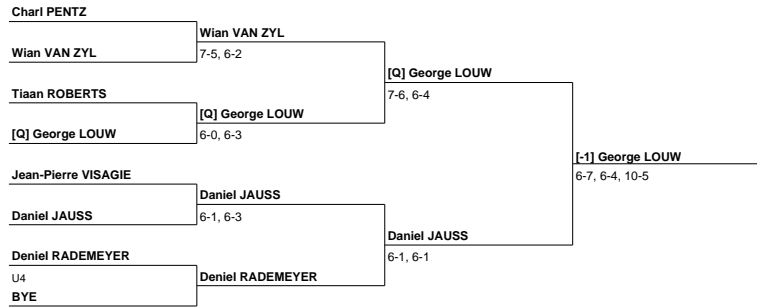 Charl PENTZ
Wian VAN ZYL
Wian VAN ZYL
7-5, 6-2
[Q] George LOUW
Tiaan ROBERTS
7-6, 6-4
[Q] George LOUW
[Q] George LOUW
6-0, 6-3
[-1] George LOUW
Jean-Pierre VISAGIE
6-7, 6-4, 10-5
Daniel JAUSS
Daniel JAUSS
6-1, 6-3
Daniel JAUSS
Deniel RADEMEYER
6-1, 6-1
U4
Deniel RADEMEYER
BYE